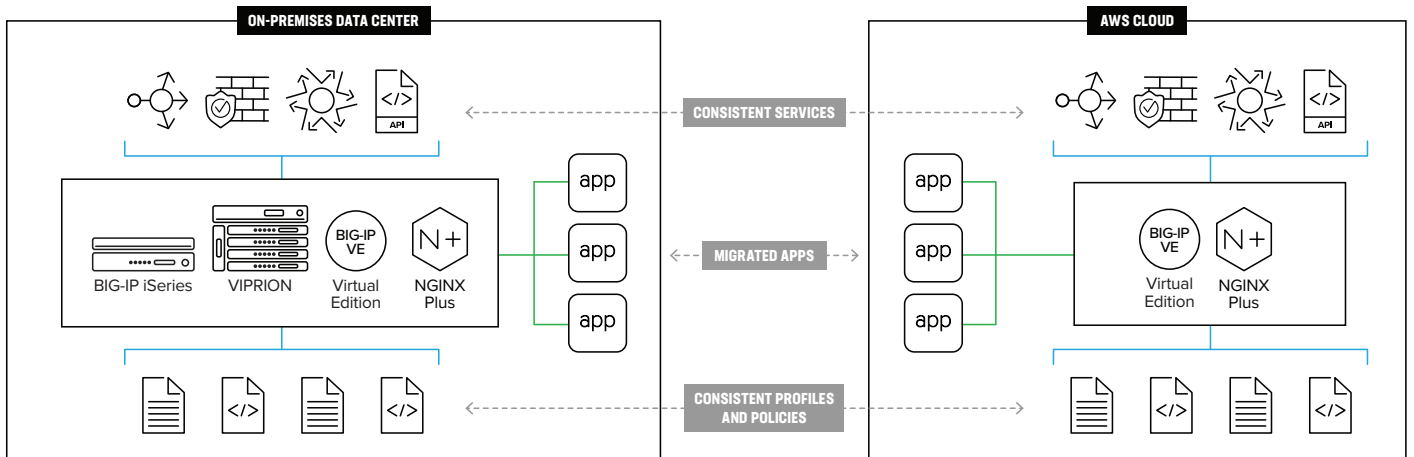 ON-PREMISES DATA CENTER
AWS CLOUD
</>
API
CONSISTENT SERVICES
</>
API
BIG-IP iSeries
VIPRION
BIG-IP
VE
Virtual
Edition
N+
NGINX
Plus
app
app
app
MIGRATED APPS
app
app
app
BIG-IP
VE
Virtual
Edition
N+
NGINX
Plus
</>
</>
CONSISTENT PROFILES
AND POLICIES
</>
</>